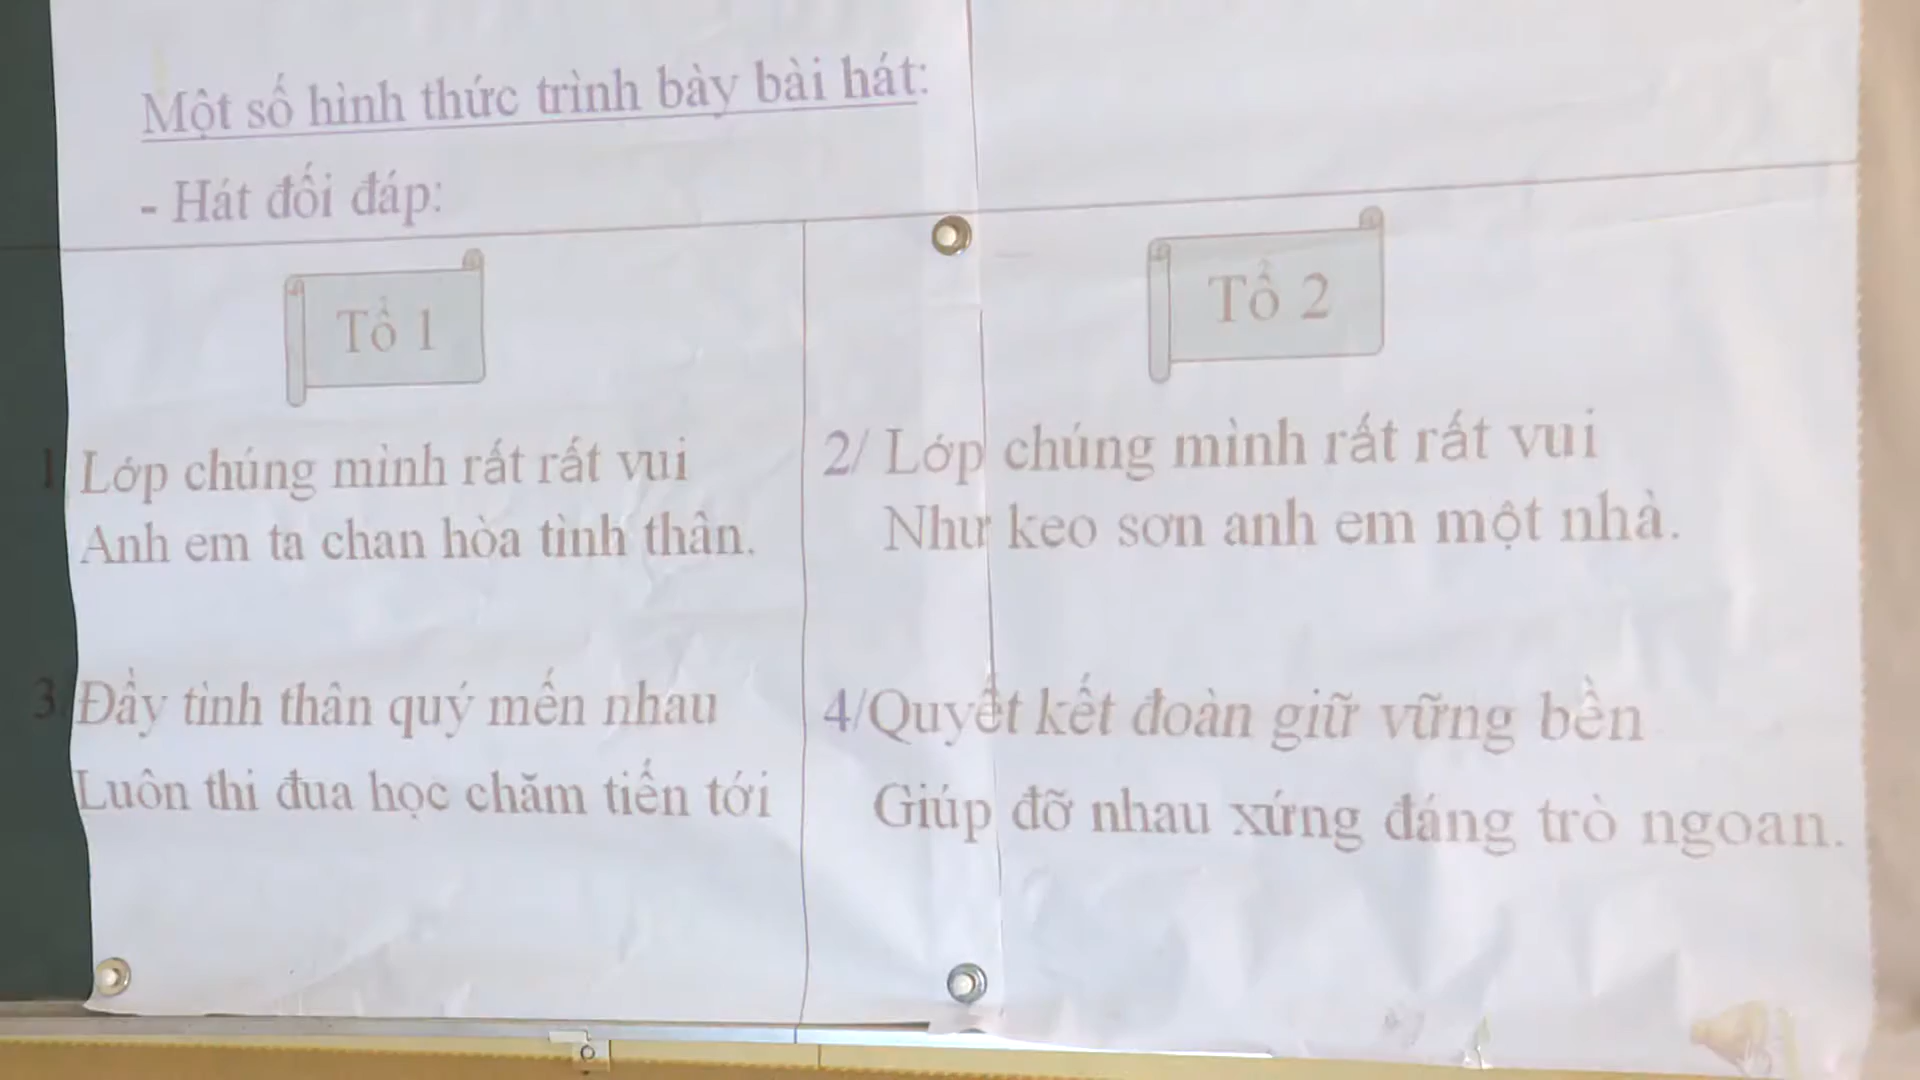 Một số hình thức trình bày bài hát:
- Hát đối đáp:
Tổ 1
1/ Lớp chúng mình rất rất vui
Anh em ta chan hòa tình thân.
3/ Đầy tình thân quý mến nhau
Luôn thi đua học chăm tiến tới
Tổ 2
2/ Lớp chúng mình rất rất vui
Như keo sơn anh em một nhà.
4/Quyết kết đoàn giữ vững bền
Giúp đỡ nhau xứng đáng trò ngoan.